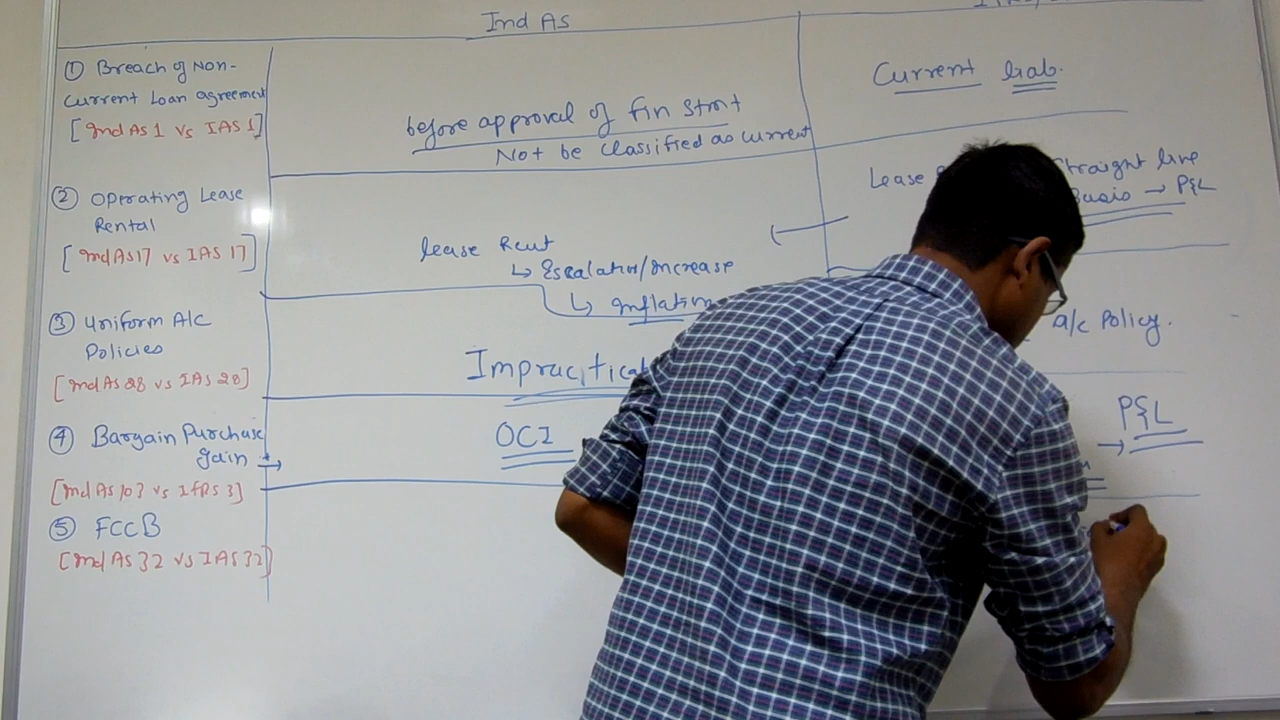 Ind AS
① Breach of Non-
Current Loan agreement
[Ind AS 1 vs IAS 1]
before approval of fin Stmt
Not be classified as current
Current liab.
② Operating Lease
Rental
[Ind AS 17 vs IAS 17]
lease Rent
↳ Escalation/increase
↳ Inflation
Lease
Straight line
Basis → P&L
③ Uniform A/c
Policies
[Ind AS 28 vs IAS 28]
a/c Policy.
④ Bargain Purchase
gain →
[Ind AS 103 vs IFRS 3]
OCI
→ P&L
⑤ FCCB
[Ind AS 32 vs IAS 32]